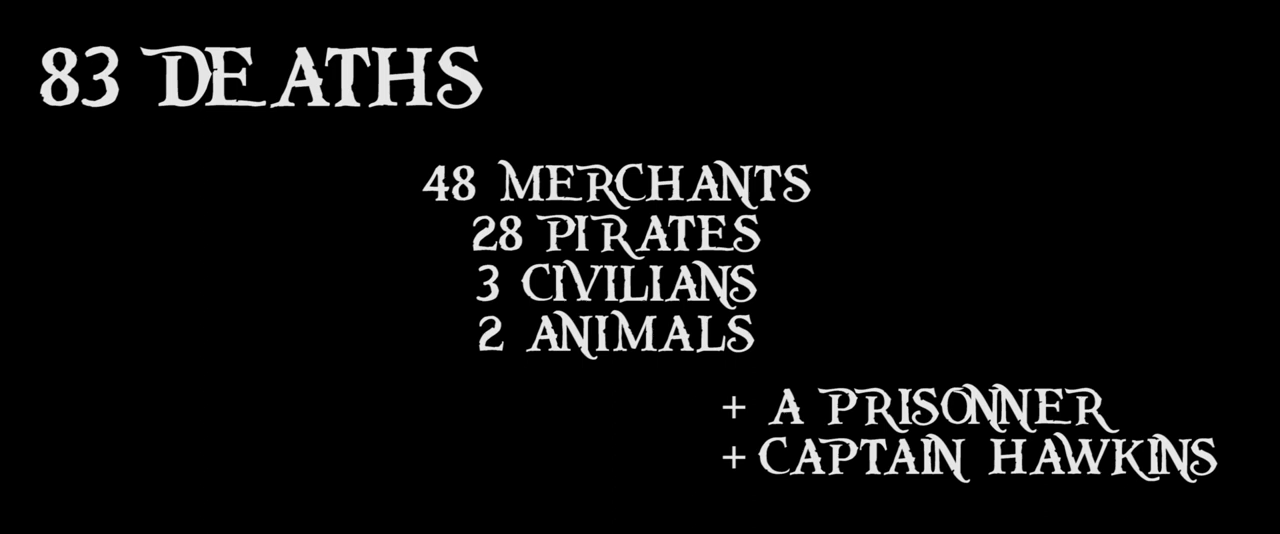 83 DEATHS
48 MERCHANTS
28 PIRATES
3 CIVILIANS
2 ANIMALS
+ A PRISONNER
+ CAPTAIN HAWKINS